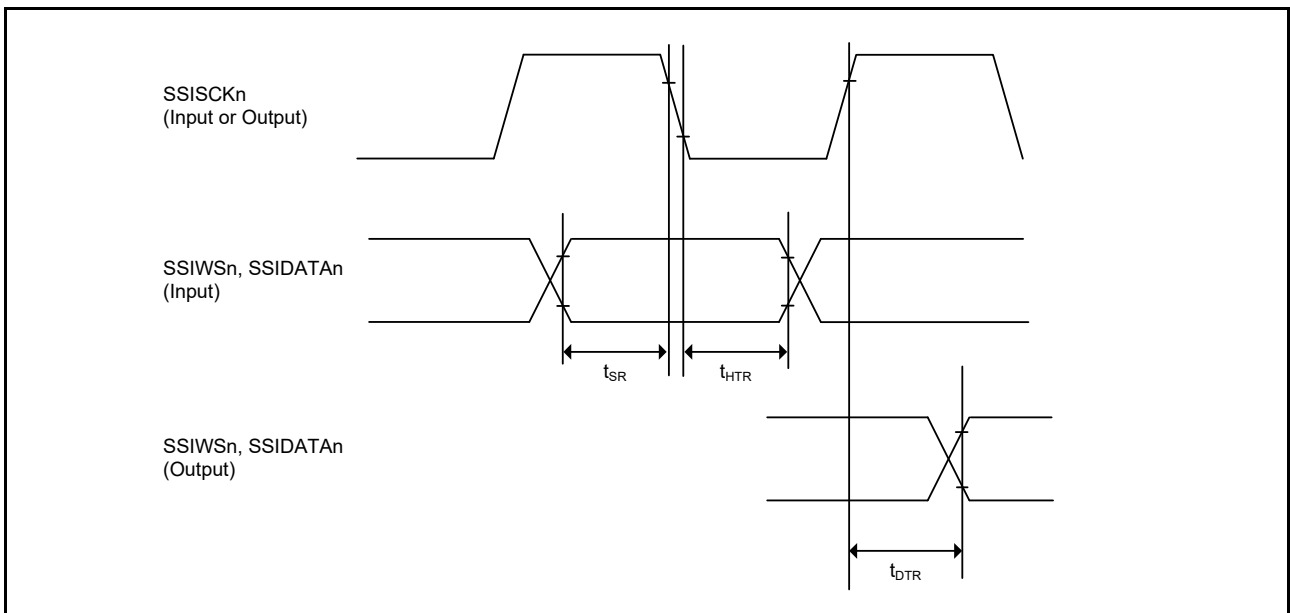 SSISCKn
(Input or Output)
SSIWSn, SSIDATAn
(Input)
tSR
tHTR
SSIWSn, SSIDATAn
(Output)
tDTR